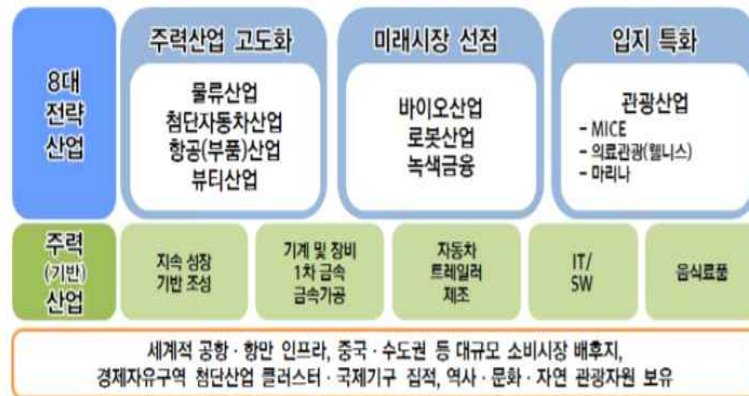 8대
전략
산업
주력산업 고도화
물류산업
첨단자동차산업
항공(부품)산업
뷰티산업
미래시장 선점
바이오산업
로봇산업
녹색금융
입지 특화
관광산업
- MICE
- 의료관광(웰니스)
- 마리나
주력
(기반)
산업
지속 성장
기반 조성
기계 및 장비
1차 금속
금속가공
자동차
트레일러
제조
IT/
SW
음식료품
세계적 공항 · 항만 인프라, 중국 · 수도권 등 대규모 소비시장 배후지,
경제자유구역 첨단산업 클러스터 · 국제기구 집적, 역사 · 문화 · 자연 관광자원 보유